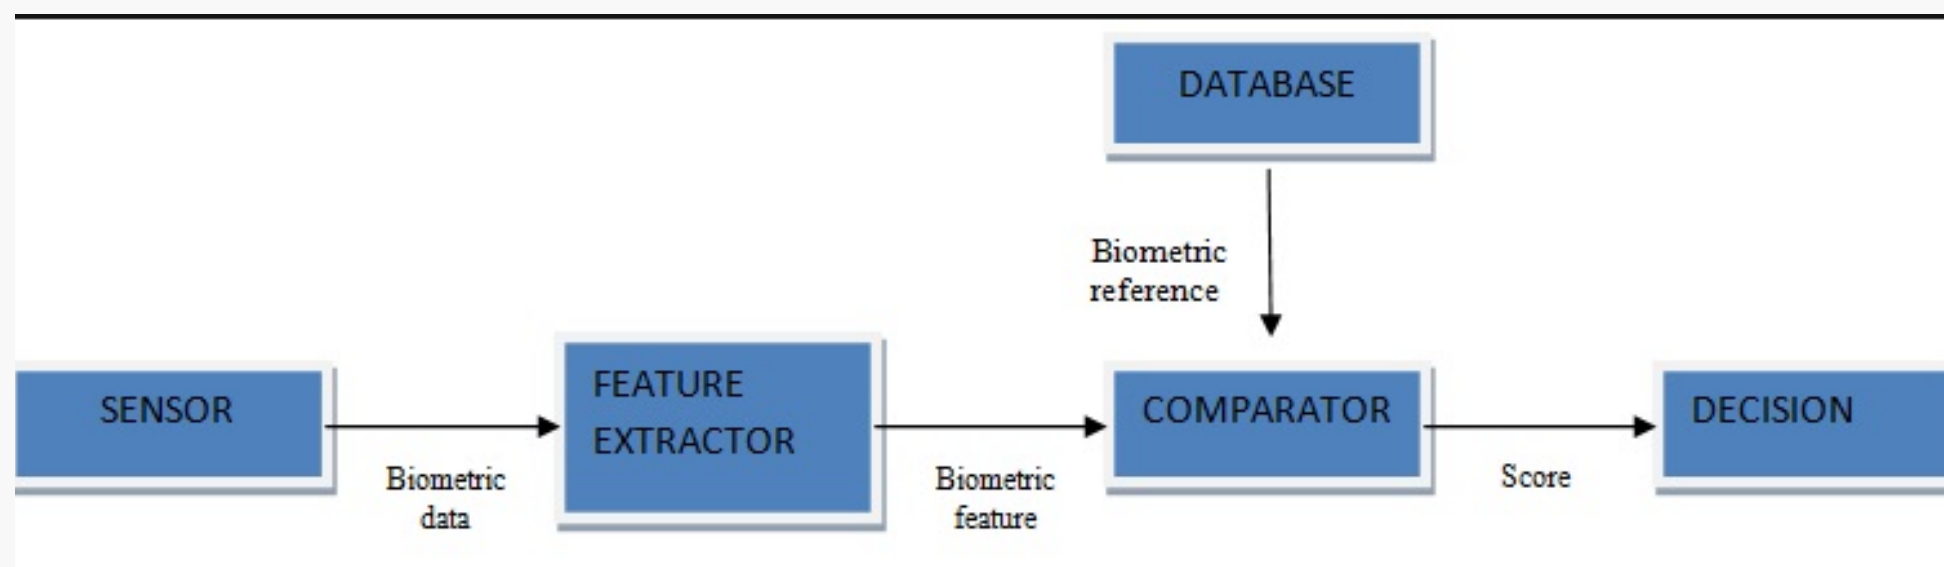 DATABASE
Biometric
reference
SENSOR
FEATURE
EXTRACTOR
COMPARATOR
DECISION
Biometric
data
Biometric
feature
Score